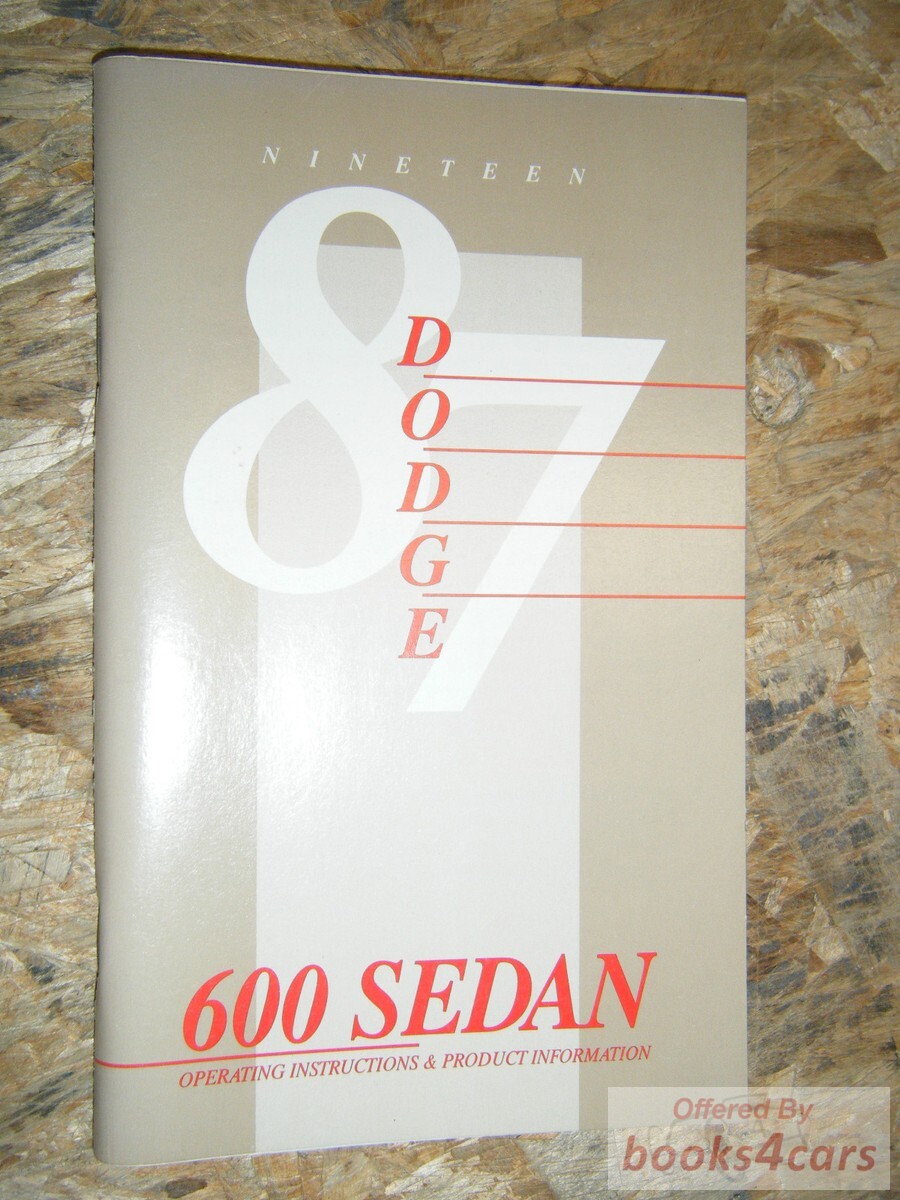 NINETEEN
87
DODGE
600 SEDAN
OPERATING INSTRUCTIONS & PRODUCT INFORMATION
Offered By
books4cars